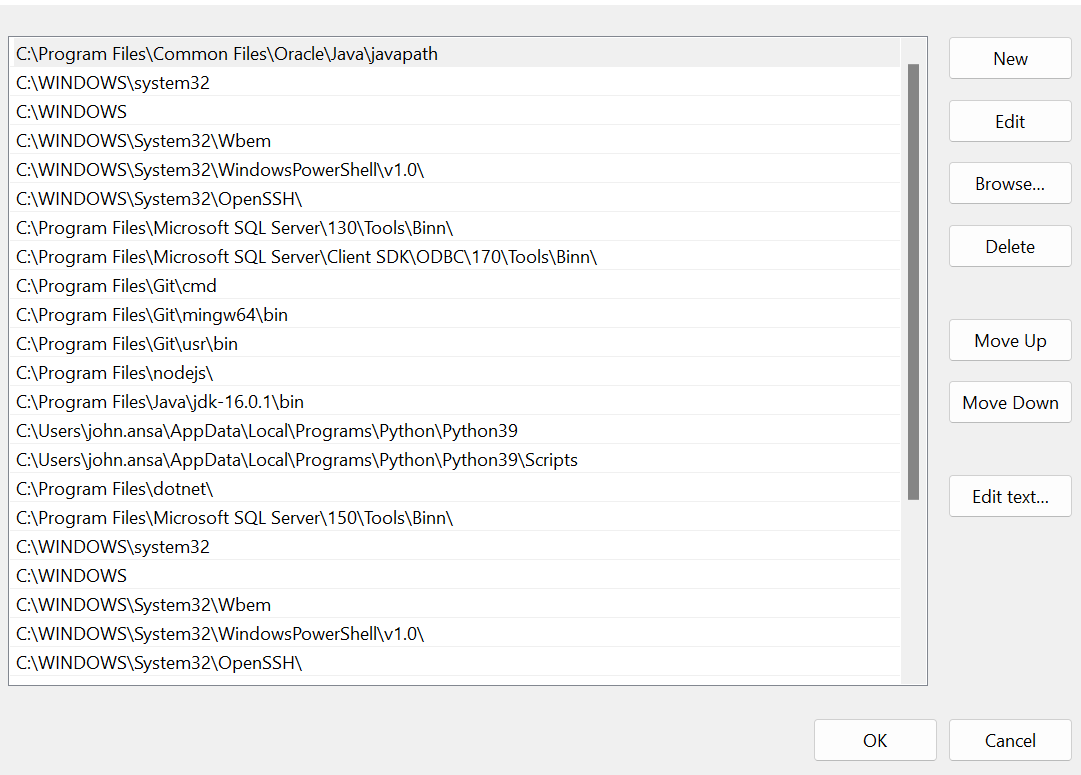 C:\Program Files\Common Files\Oracle\Java\javapath
C:\WINDOWS\system32
C:\WINDOWS
C:\WINDOWS\System32\Wbem
C:\WINDOWS\System32\WindowsPowerShell\v1.0\
C:\WINDOWS\System32\OpenSSH\
C:\Program Files\Microsoft SQL Server\130\Tools\Binn\
C:\Program Files\Microsoft SQL Server\Client SDK\ODBC\170\Tools\Binn\
C:\Program Files\Git\cmd
C:\Program Files\Git\mingw64\bin
C:\Program Files\Git\usr\bin
C:\Program Files\nodejs\
C:\Program Files\Java\jdk-16.0.1\bin
C:\Users\john.ansa\AppData\Local\Programs\Python\Python39
C:\Users\john.ansa\AppData\Local\Programs\Python\Python39\Scripts
C:\Program Files\dotnet\
C:\Program Files\Microsoft SQL Server\150\Tools\Binn\
C:\WINDOWS\system32
C:\WINDOWS
C:\WINDOWS\System32\Wbem
C:\WINDOWS\System32\WindowsPowerShell\v1.0\
C:\WINDOWS\System32\OpenSSH\
New
Edit
Browse...
Delete
Move Up
Move Down
Edit text...
OK
Cancel